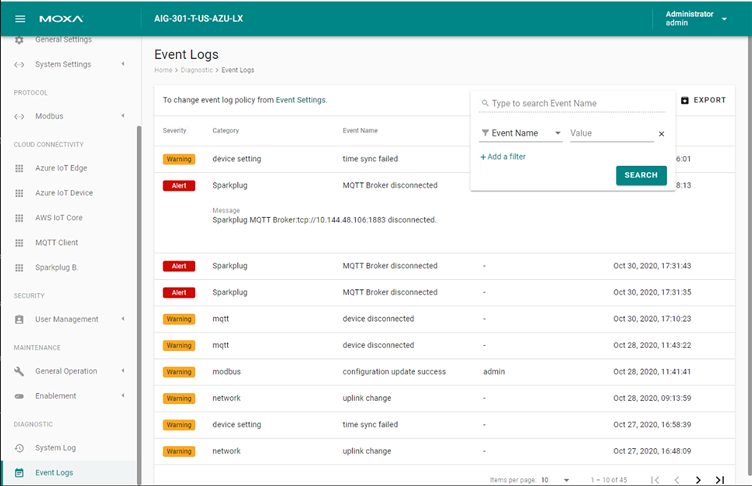 MOXA
AIG-301-T-US-AZU-LX
Administrator
admin
General Settings
System Settings
PROTOCOL
Modbus
CLOUD CONNECTIVITY
Azure IoT Edge
Azure IoT Device
AWS IoT Core
MQTT Client
Sparkplug B.
SECURITY
User Management
MAINTENANCE
General Operation
Enablement
DIAGNOSTIC
System Log
Event Logs
Event Logs
Home > Diagnostic > Event Logs
To change event log policy from Event Settings.
EXPORT
Type to search Event Name
Event Name Value
+ Add a filter
SEARCH
Severity Category Event Name
Warning device setting time sync failed 6:01
Alert Sparkplug MQTT Broker disconnected 8:13
Message
Sparkplug MQTT Broker:tcp://10.144.48.106:1883 disconnected.
Alert Sparkplug MQTT Broker disconnected - Oct 30, 2020, 17:31:43
Alert Sparkplug MQTT Broker disconnected - Oct 30, 2020, 17:31:35
Warning mqtt device disconnected - Oct 30, 2020, 17:10:23
Warning mqtt device disconnected - Oct 28, 2020, 11:43:22
Warning modbus configuration update success admin Oct 28, 2020, 11:41:41
Warning network uplink change - Oct 28, 2020, 09:13:59
Warning device setting time sync failed - Oct 27, 2020, 16:58:39
Warning network uplink change - Oct 27, 2020, 16:48:09
Items per page: 10 1 – 10 of 45